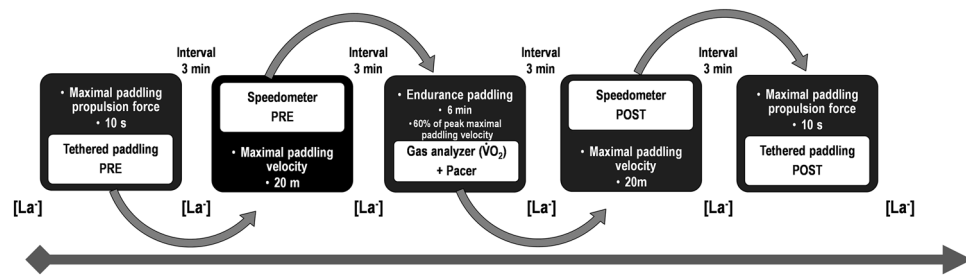 Interval
3 min
Interval
3 min
Interval
3 min
Interval
3 min
• Maximal paddling
propulsion force
• 10 s
Tethered paddling
PRE
Speedometer
PRE
• Maximal paddling
velocity
• 20 m
• Endurance paddling
• 6 min
•60% of peak maximal
paddling velocity
Gas analyzer (V̇O₂)
+ Pacer
Speedometer
POST
• Maximal paddling
velocity
• 20m
• Maximal paddling
propulsion force
• 10 s
Tethered paddling
POST
[La⁻]
[La⁻]
[La⁻]
[La⁻]
[La⁻]
[La⁻]